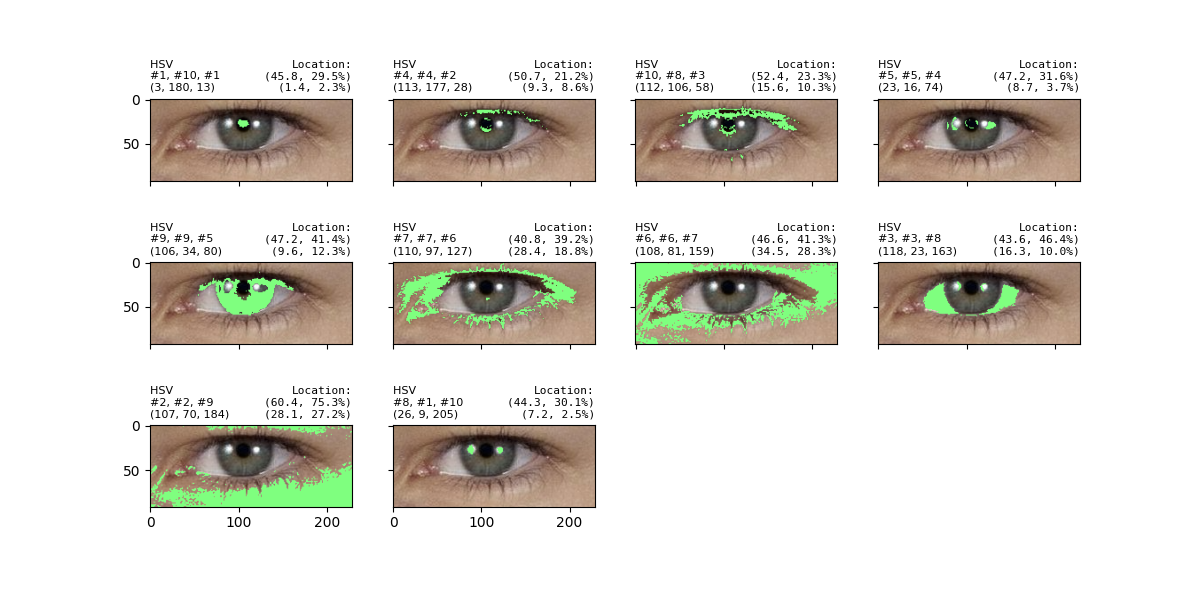 HSV Location:
#1, #10, #1 (45.8, 29.5%)
(3, 180, 13) (1.4, 2.3%)
HSV Location:
#4, #4, #2 (50.7, 21.2%)
(113, 177, 28) (9.3, 8.6%)
HSV Location:
#10, #8, #3 (52.4, 23.3%)
(112, 106, 58) (15.6, 10.3%)
HSV Location:
#5, #5, #4 (47.2, 31.6%)
(23, 16, 74) (8.7, 3.7%)
0
50
HSV Location:
#9, #9, #5 (47.2, 41.4%)
(106, 34, 80) (9.6, 12.3%)
HSV Location:
#7, #7, #6 (40.8, 39.2%)
(110, 97, 127) (28.4, 18.8%)
HSV Location:
#6, #6, #7 (46.6, 41.3%)
(108, 81, 159) (34.5, 28.3%)
HSV Location:
#3, #3, #8 (43.6, 46.4%)
(118, 23, 163) (16.3, 10.0%)
0
50
HSV Location:
#2, #2, #9 (60.4, 75.3%)
(107, 70, 184) (28.1, 27.2%)
HSV Location:
#8, #1, #10 (44.3, 30.1%)
(26, 9, 205) (7.2, 2.5%)
0
50
0 100 200
0 100 200